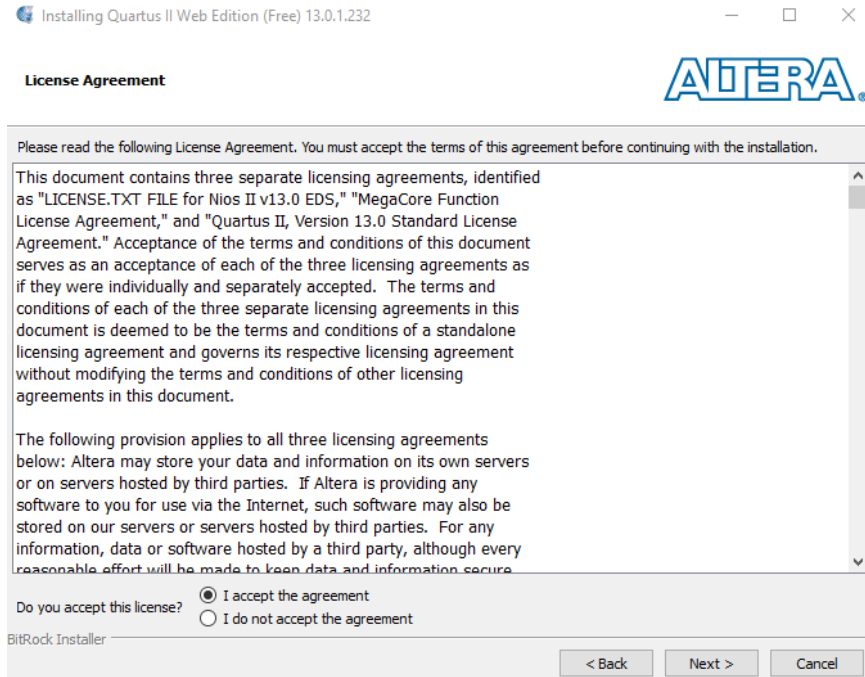 Installing Quartus II Web Edition (Free) 13.0.1.232
License Agreement
ALTERA®
Please read the following License Agreement. You must accept the terms of this agreement before continuing with the installation.
This document contains three separate licensing agreements, identified
as "LICENSE.TXT FILE for Nios II v13.0 EDS," "MegaCore Function
License Agreement," and "Quartus II, Version 13.0 Standard License
Agreement." Acceptance of the terms and conditions of this document
serves as an acceptance of each of the three licensing agreements as
if they were individually and separately accepted.  The terms and
conditions of each of the three separate licensing agreements in this
document is deemed to be the terms and conditions of a standalone
licensing agreement and governs its respective licensing agreement
without modifying the terms and conditions of other licensing
agreements in this document.
The following provision applies to all three licensing agreements
below: Altera may store your data and information on its own servers
or on servers hosted by third parties.  If Altera is providing any
software to you for use via the Internet, such software may also be
stored on our servers or servers hosted by third parties.  For any
information, data or software hosted by a third party, although every
reasonable effort will be made to keep data and information secure
Do you accept this license?
I accept the agreement
I do not accept the agreement
BitRock Installer
< Back
Next >
Cancel